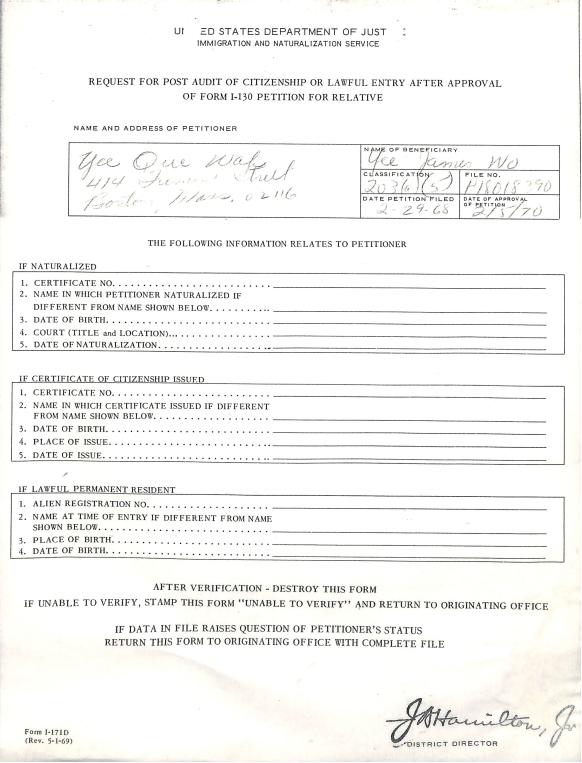 UNITED STATES DEPARTMENT OF JUST
IMMIGRATION AND NATURALIZATION SERVICE
REQUEST FOR POST AUDIT OF CITIZENSHIP OR LAWFUL ENTRY AFTER APPROVAL
OF FORM I-130 PETITION FOR RELATIVE
NAME AND ADDRESS OF PETITIONER
Yee Que Wah
414 Street
Boston, Mass. 02116
NAME OF BENEFICIARY
Yee James Wo
CLASSIFICATION
203(a)(5)
FILE NO.
A18018390
DATE PETITION FILED
2-29-68
DATE OF APPROVAL OF PETITION
2/5/70
THE FOLLOWING INFORMATION RELATES TO PETITIONER
IF NATURALIZED
1. CERTIFICATE NO.
2. NAME IN WHICH PETITIONER NATURALIZED IF
DIFFERENT FROM NAME SHOWN BELOW.
3. DATE OF BIRTH.
4. COURT (TITLE and LOCATION)...
5. DATE OF NATURALIZATION.
IF CERTIFICATE OF CITIZENSHIP ISSUED
1. CERTIFICATE NO.
2. NAME IN WHICH CERTIFICATE ISSUED IF DIFFERENT
FROM NAME SHOWN BELOW.
3. DATE OF BIRTH.
4. PLACE OF ISSUE.
5. DATE OF ISSUE.
IF LAWFUL PERMANENT RESIDENT
1. ALIEN REGISTRATION NO.
2. NAME AT TIME OF ENTRY IF DIFFERENT FROM NAME
SHOWN BELOW.
3. PLACE OF BIRTH.
4. DATE OF BIRTH.
AFTER VERIFICATION - DESTROY THIS FORM
IF UNABLE TO VERIFY, STAMP THIS FORM "UNABLE TO VERIFY" AND RETURN TO ORIGINATING OFFICE
IF DATA IN FILE RAISES QUESTION OF PETITIONER'S STATUS
RETURN THIS FORM TO ORIGINATING OFFICE WITH COMPLETE FILE
J A Hamilton, Jr
DISTRICT DIRECTOR
Form I-171D
(Rev. 5-1-69)